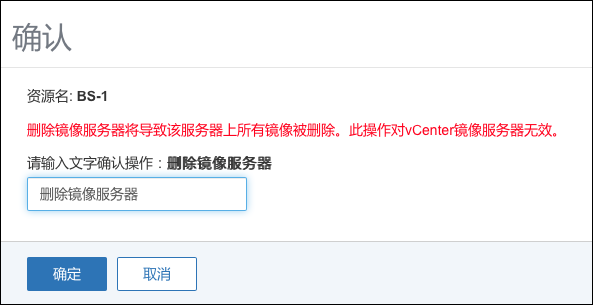 确认
资源名: BS-1
删除镜像服务器将导致该服务器上所有镜像被删除。此操作对vCenter镜像服务器无效。
请输入文字确认操作：删除镜像服务器
删除镜像服务器
确定 取消